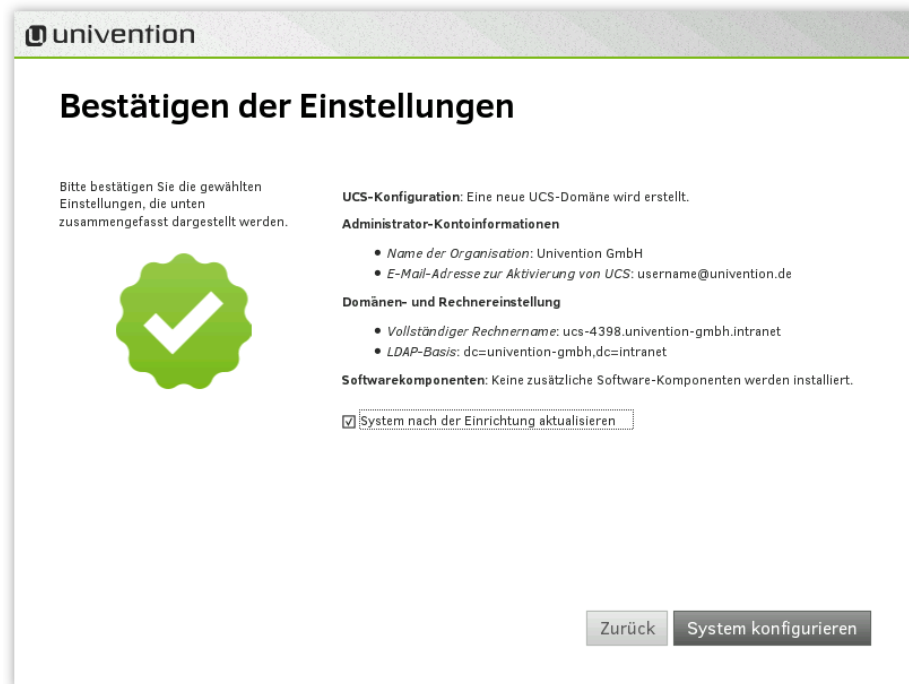 univention
Bestätigen der Einstellungen
Bitte bestätigen Sie die gewählten
Einstellungen, die unten
zusammengefasst dargestellt werden.
UCS-Konfiguration: Eine neue UCS-Domäne wird erstellt.
Administrator-Kontoinformationen
• Name der Organisation: Univention GmbH
• E-Mail-Adresse zur Aktivierung von UCS: username@univention.de
Domänen- und Rechnereinstellung
• Vollständiger Rechnername: ucs-4398.univention-gmbh.intranet
• LDAP-Basis: dc=univention-gmbh,dc=intranet
Softwarekomponenten: Keine zusätzliche Software-Komponenten werden installiert.
System nach der Einrichtung aktualisieren
Zurück
System konfigurieren